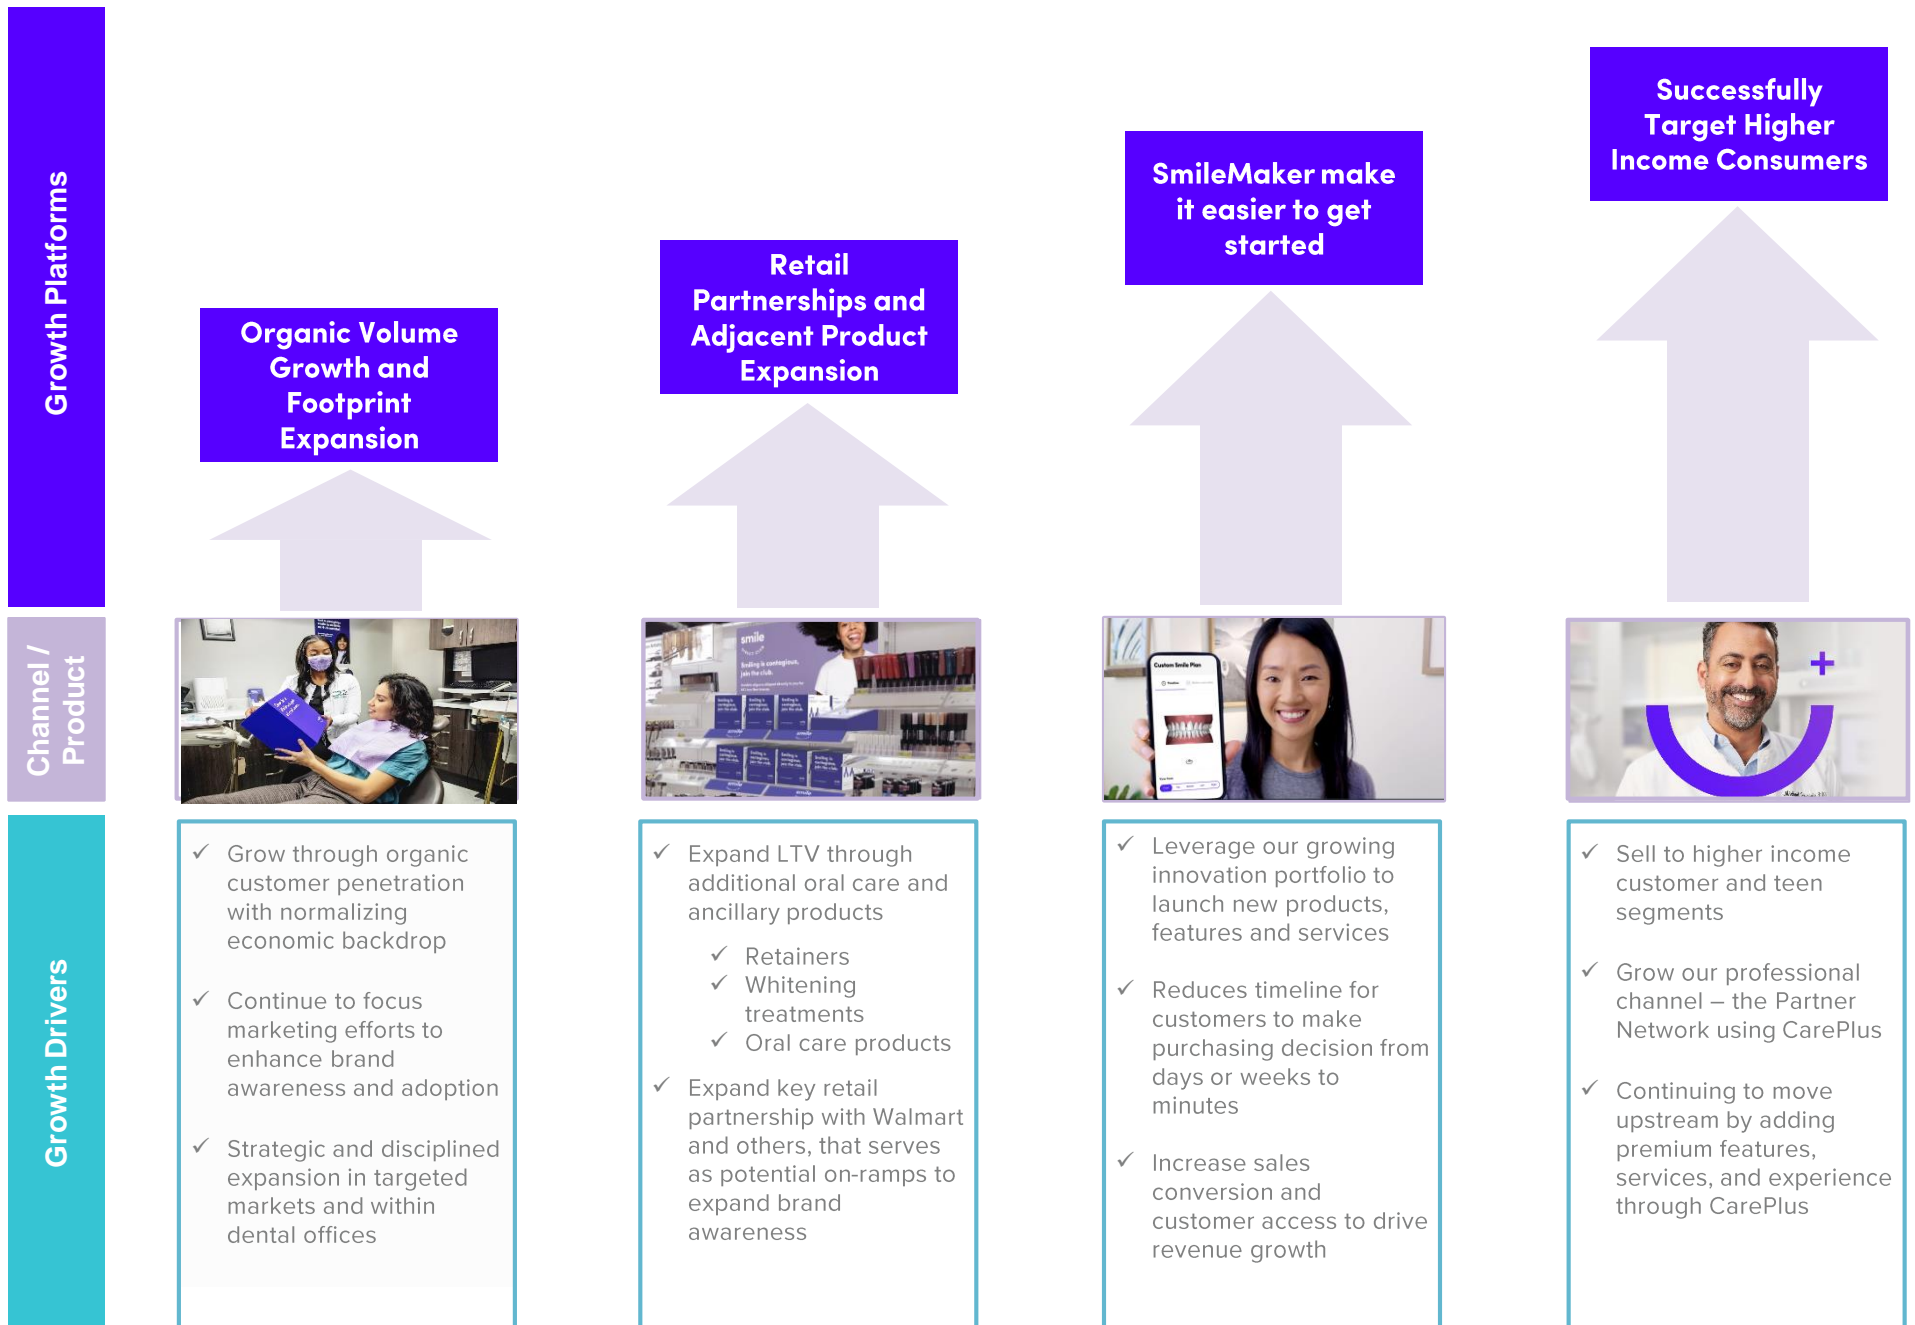 Growth Platforms
Organic Volume
Growth and
Footprint
Expansion
Retail
Partnerships and
Adjacent Product
Expansion
SmileMaker make
it easier to get
started
Successfully
Target Higher
Income Consumers
Channel /
Product
smile
Smiling is contagious,
join the club.
Custom Smile Plan
Growth Drivers
✓ Grow through organic
customer penetration
with normalizing
economic backdrop
✓ Continue to focus
marketing efforts to
enhance brand
awareness and adoption
✓ Strategic and disciplined
expansion in targeted
markets and within
dental offices
✓ Expand LTV through
additional oral care and
ancillary products
✓ Retainers
✓ Whitening
treatments
✓ Oral care products
✓ Expand key retail
partnership with Walmart
and others, that serves
as potential on-ramps to
expand brand
awareness
✓ Leverage our growing
innovation portfolio to
launch new products,
features and services
✓ Reduces timeline for
customers to make
purchasing decision from
days or weeks to
minutes
✓ Increase sales
conversion and
customer access to drive
revenue growth
✓ Sell to higher income
customer and teen
segments
✓ Grow our professional
channel – the Partner
Network using CarePlus
✓ Continuing to move
upstream by adding
premium features,
services, and experience
through CarePlus